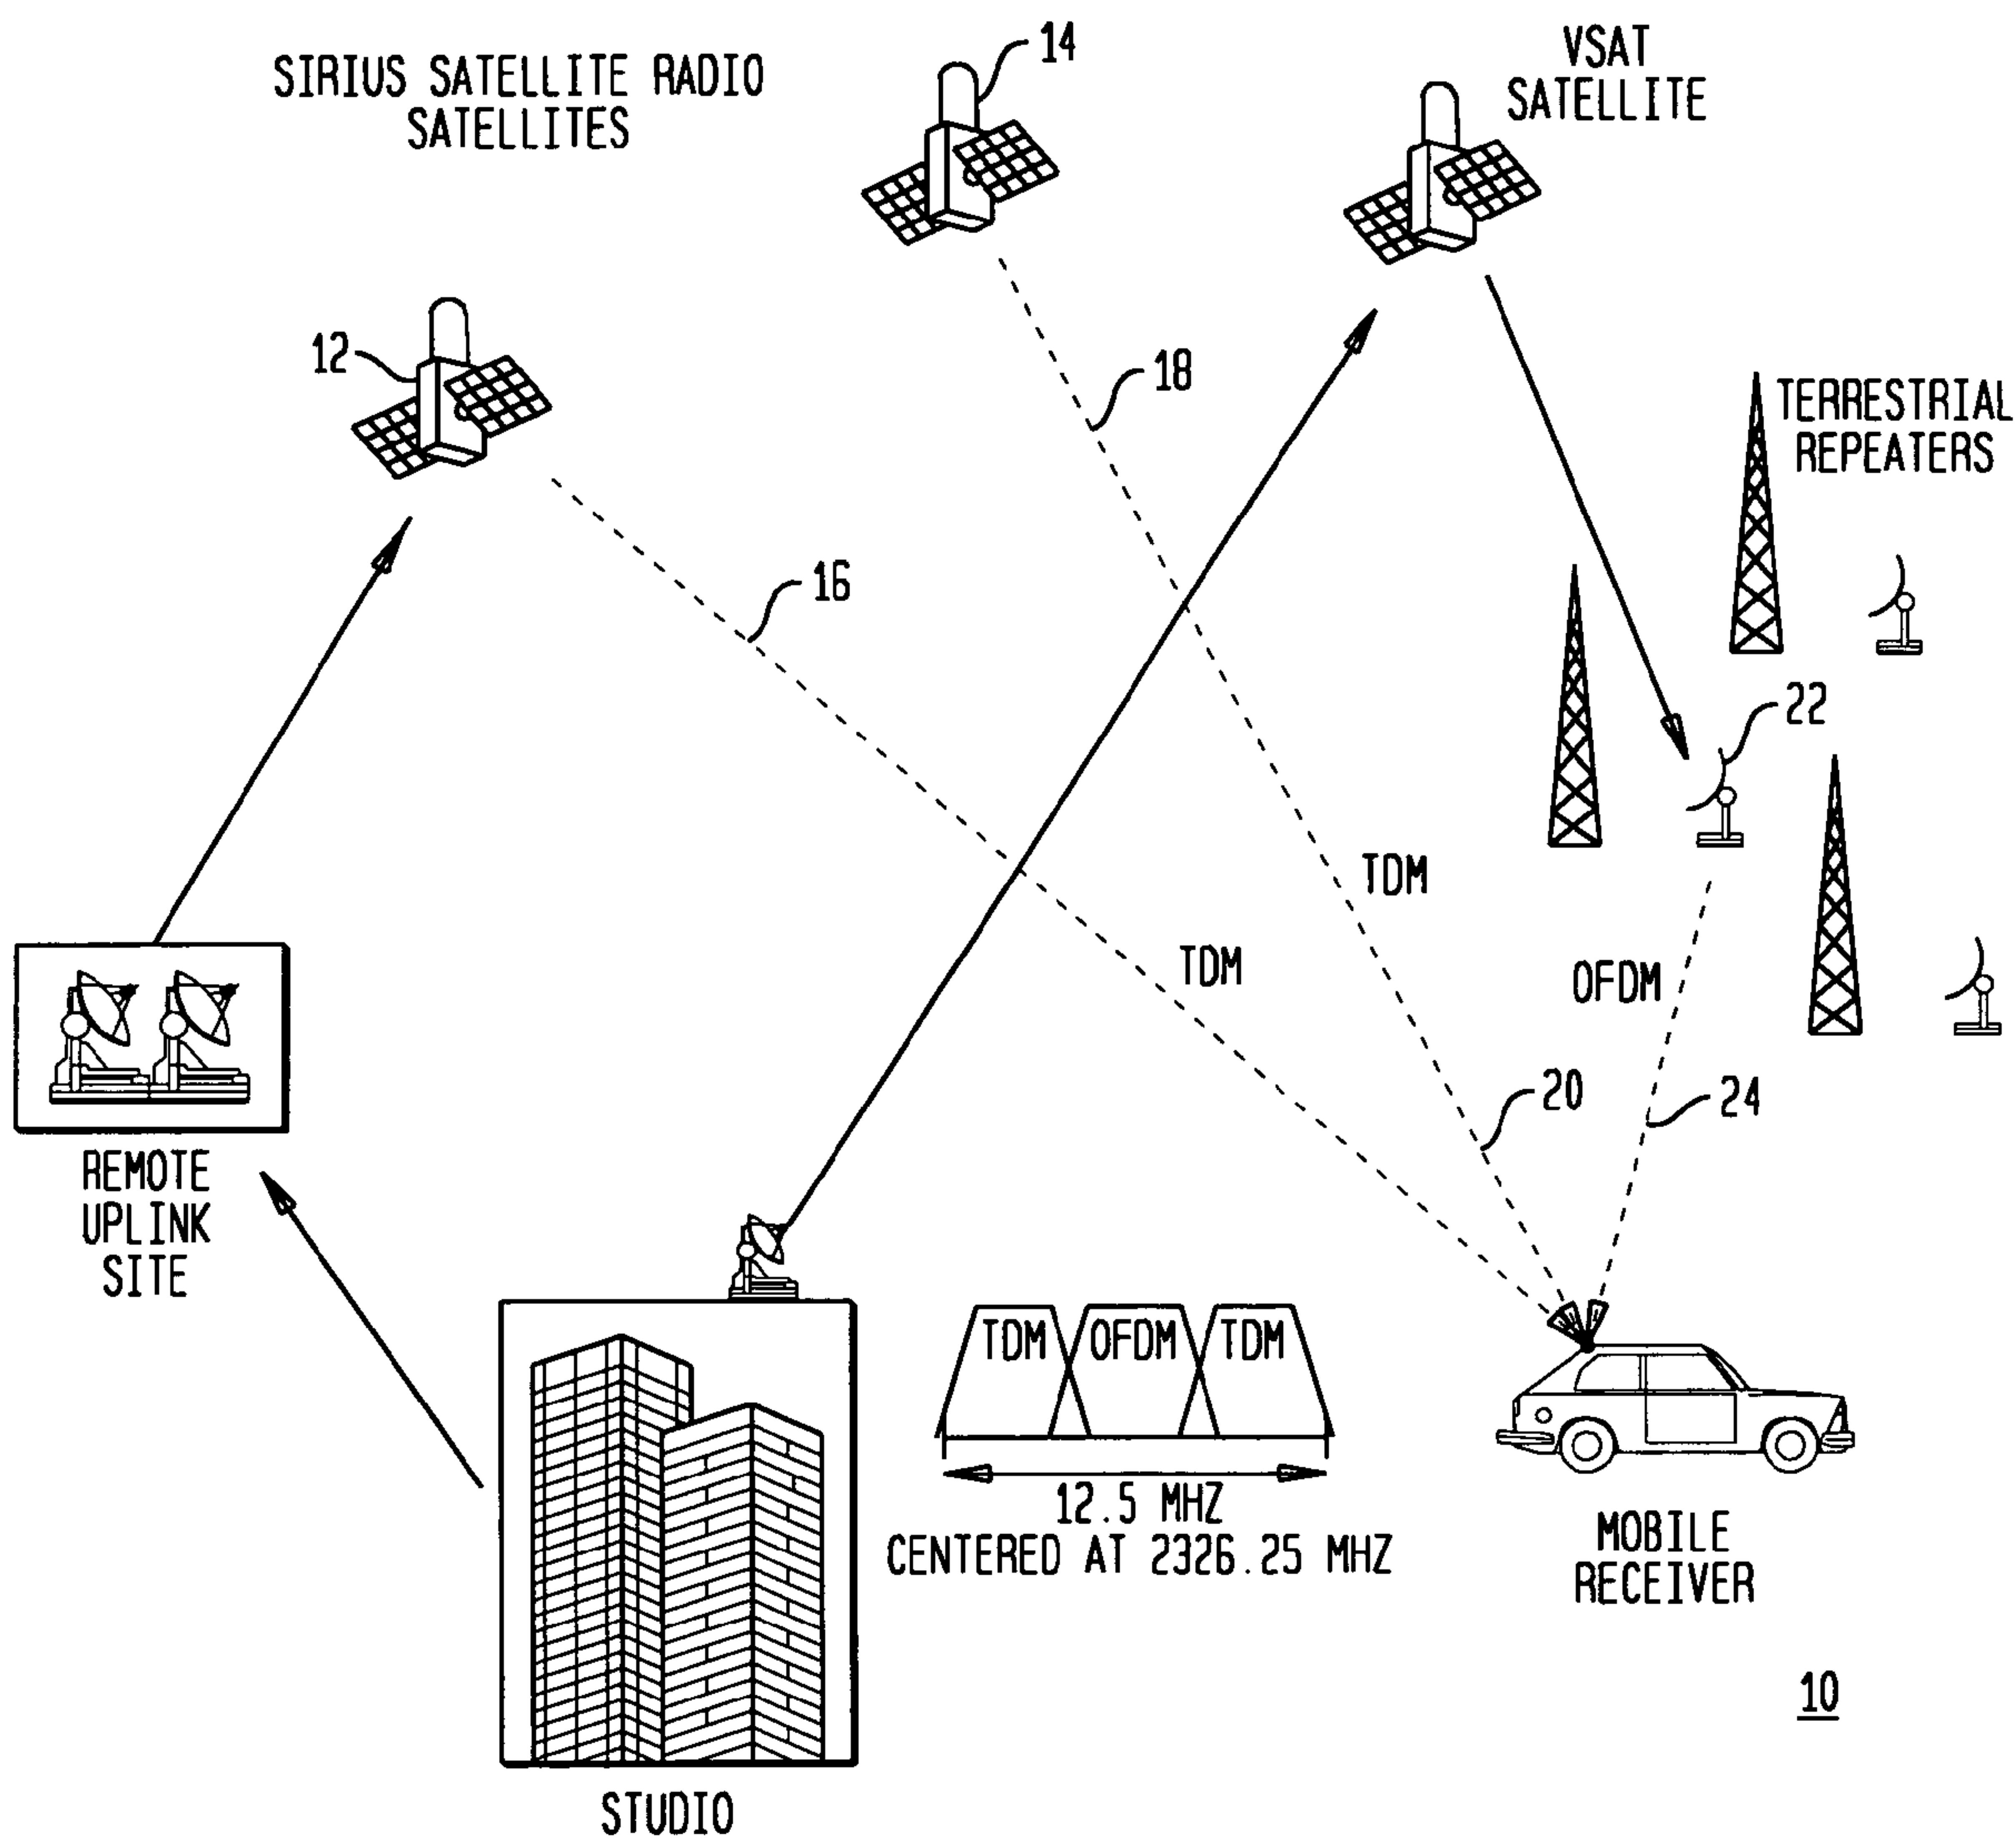 SIRIUS SATELLITE RADIO
SATELLITES
14
VSAT
SATELLITE
12
18
TERRESTRIAL
REPEATERS
16
22
TDM
TDM
OFDM
20
24
REMOTE
UPLINK
SITE
TDM
OFDM
TDM
12.5 MHZ
CENTERED AT 2326.25 MHZ
MOBILE
RECEIVER
10
STUDIO